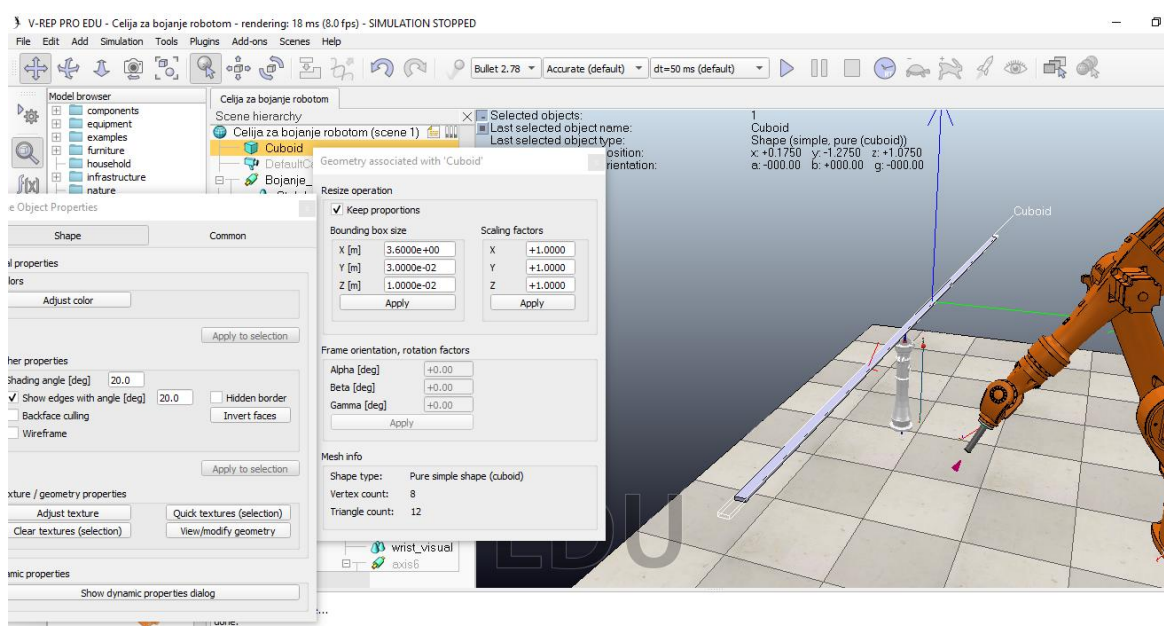 V-REP PRO EDU - Celija za bojanje robotom - rendering: 18 ms (8.0 fps) - SIMULATION STOPPED
File Edit Add Simulation Tools Plugins Add-ons Scenes Help
Bullet 2.78 Accurate (default) dt=50 ms (default)
Model browser
components
equipment
examples
furniture
household
infrastructure
nature
f(x)
Celija za bojanje robotom
Scene hierarchy
Celija za bojanje robotom (scene 1)
Cuboid
Bojanje_
Selected objects: 1
Last selected object name: Cuboid
Last selected object type: Shape (simple, pure (cuboid))
osition: x: +0.1750 y: -1.2750 z: +1.0750
rientation: a: -000.00 b: +000.00 g: -000.00
Cuboid
e Object Properties
Shape Common
al properties
lors
Adjust color
Apply to selection
her properties
Shading angle [deg] 20.0
Show edges with angle [deg] 20.0 Hidden border
Backface culling Invert faces
Wireframe
Apply to selection
xture / geometry properties
Adjust texture Quick textures (selection)
Clear textures (selection) View/modify geometry
amic properties
Show dynamic properties dialog
Geometry associated with 'Cuboid'
Resize operation
Keep proportions
Bounding box size Scaling factors
X [m] 3.6000e+00 X +1.0000
Y [m] 3.0000e-02 Y +1.0000
Z [m] 1.0000e-02 Z +1.0000
Apply Apply
Frame orientation, rotation factors
Alpha [deg] +0.00
Beta [deg] +0.00
Gamma [deg] +0.00
Apply
Mesh info
Shape type: Pure simple shape (cuboid)
Vertex count: 8
Triangle count: 12
wrist_visual
axis6
EDU
done.